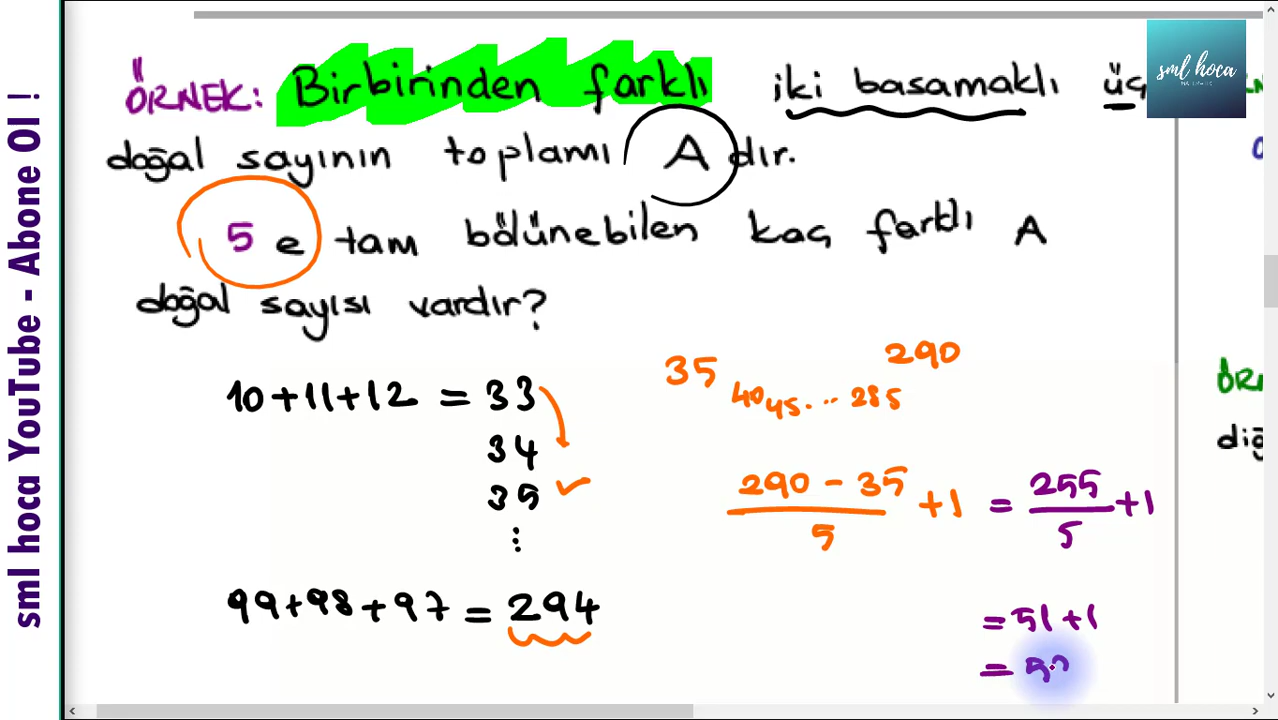 sml hoca YouTube - Abone Ol !
sml hoca
ÖRNEK: Birbirinden farklı iki basamaklı üç
doğal sayının toplamı A dır.
5 e tam bölünebilen kaç farklı A
doğal sayısı vardır?
10+11+12 = 33
34
35 ✓
⋮
99+98+97 = 294
35 290
40 45 ... 285
290 - 35
5
+1 = 255
5
+1
= 51+1